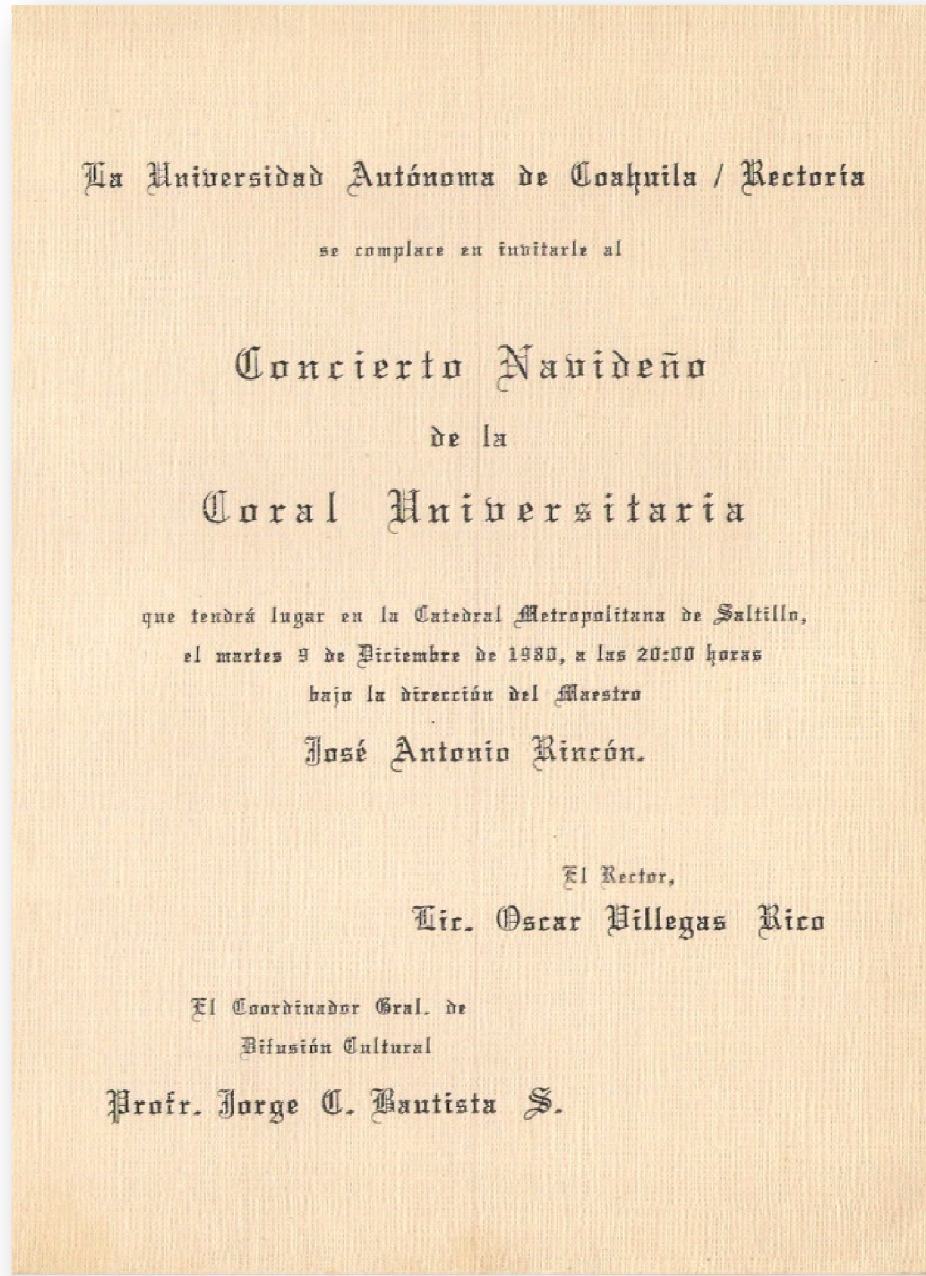 La Universidad Autónoma de Coahuila / Rectoría
se complace en invitarle al
Concierto Navideño
de la
Coral Universitaria
que tendrá lugar en la Catedral Metropolitana de Saltillo,
el martes 9 de Diciembre de 1980, a las 20:00 horas
bajo la dirección del Maestro
José Antonio Rincón.
El Rector,
Lic. Oscar Villegas Rico
El Coordinador Gral. de
Difusión Cultural
Profr. Jorge C. Bautista S.